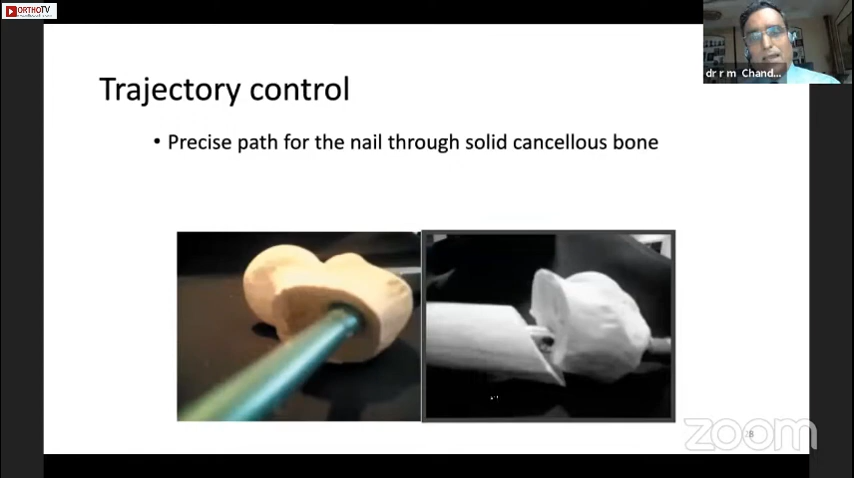 ORTHOTV
dr r m Chand...
Trajectory control
• Precise path for the nail through solid cancellous bone
zoom
28